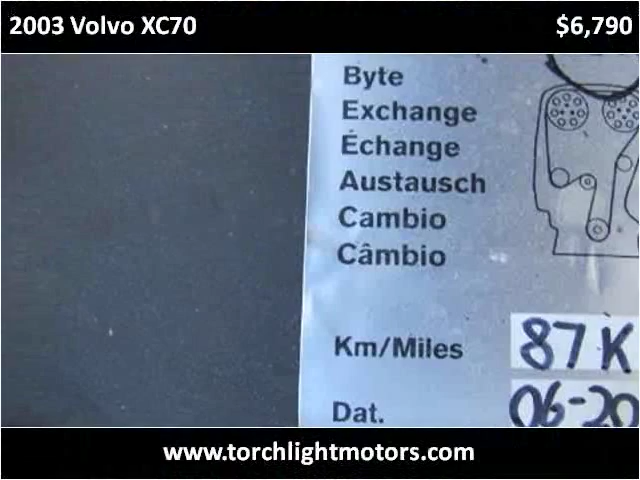 2003 Volvo XC70 $6,790
Byte
Exchange
Échange
Austausch
Cambio
Câmbio
Km/Miles 87K
Dat. 06-20
www.torchlightmotors.com